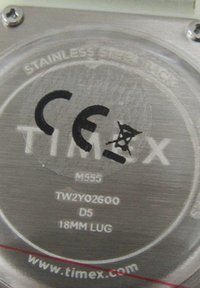 STAINLESS STEEL BACK
CE
TIMEX
M555
TW2Y02600
D5
18MM LUG
www.timex.com